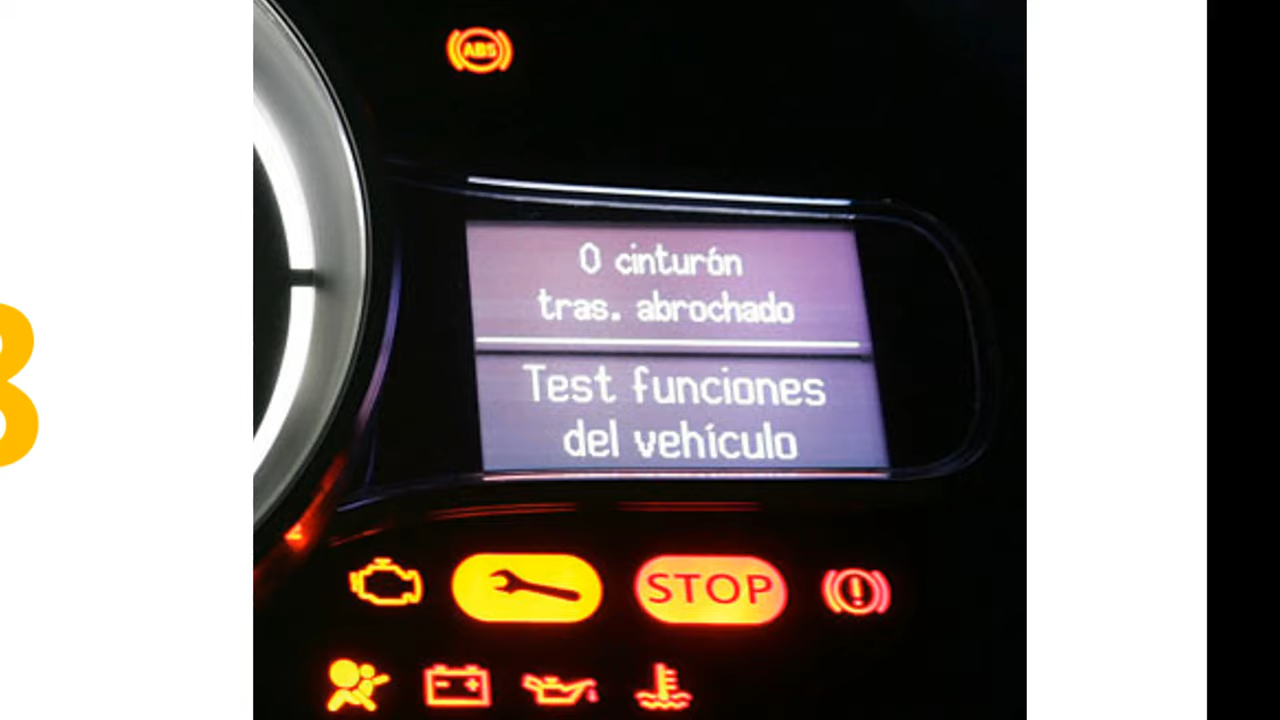 ABS
0 cinturón
tras. abrochado
Test funciones
del vehículo
STOP